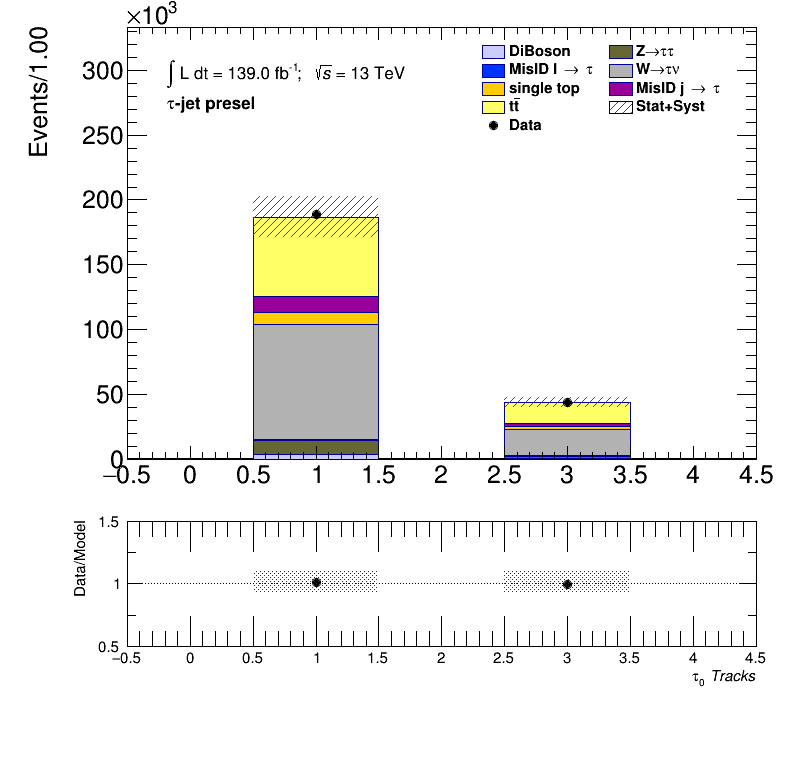 ×10³
Events/1.00
300
250
200
150
100
50
0
∫ L dt = 139.0 fb⁻¹; √s = 13 TeV
τ-jet presel
DiBoson
Z→ττ
MisID l → τ
W→τν
single top
MisID j → τ
tt̄
Stat+Syst
Data
−0.5 0 0.5 1 1.5 2 2.5 3 3.5 4 4.5
Data/Model
1.5
1
0.5
−0.5 0 0.5 1 1.5 2 2.5 3 3.5 4 4.5
τ₀ Tracks